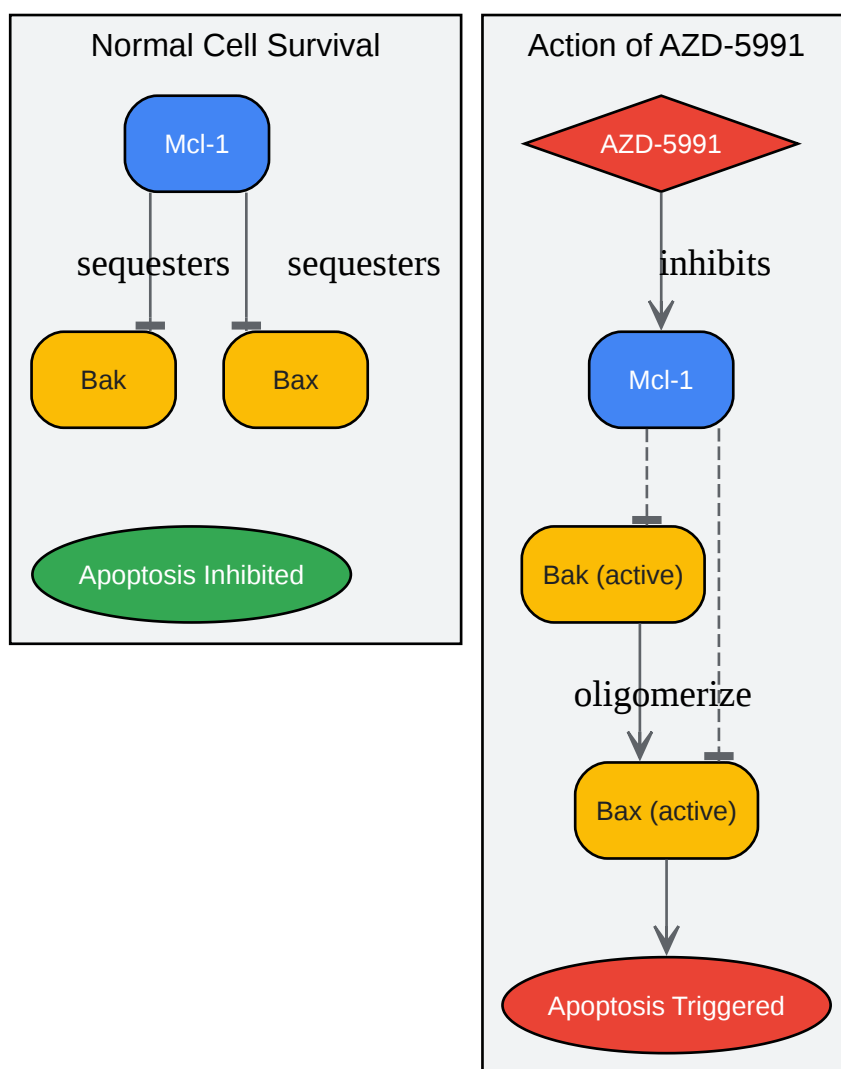 Normal Cell Survival
Mcl-1
sequesters
sequesters
Bak
Bax
Apoptosis Inhibited
Action of AZD-5991
AZD-5991
inhibits
Mcl-1
Bak (active)
oligomerize
Bax (active)
Apoptosis Triggered